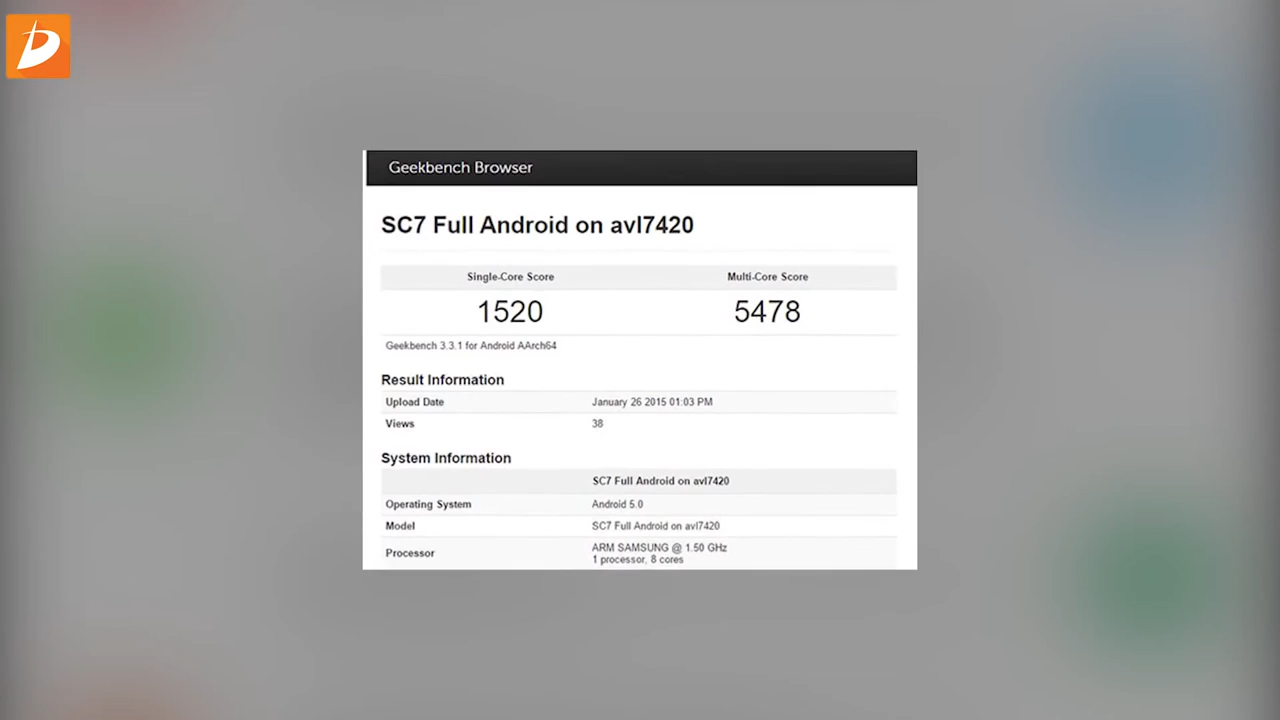 Geekbench Browser
SC7 Full Android on avl7420
Single-Core Score Multi-Core Score
1520 5478
Geekbench 3.3.1 for Android AArch64
Result Information
Upload Date January 26 2015 01:03 PM
Views 38
System Information
SC7 Full Android on avl7420
Operating System Android 5.0
Model SC7 Full Android on avl7420
Processor ARM SAMSUNG @ 1.50 GHz
1 processor, 8 cores